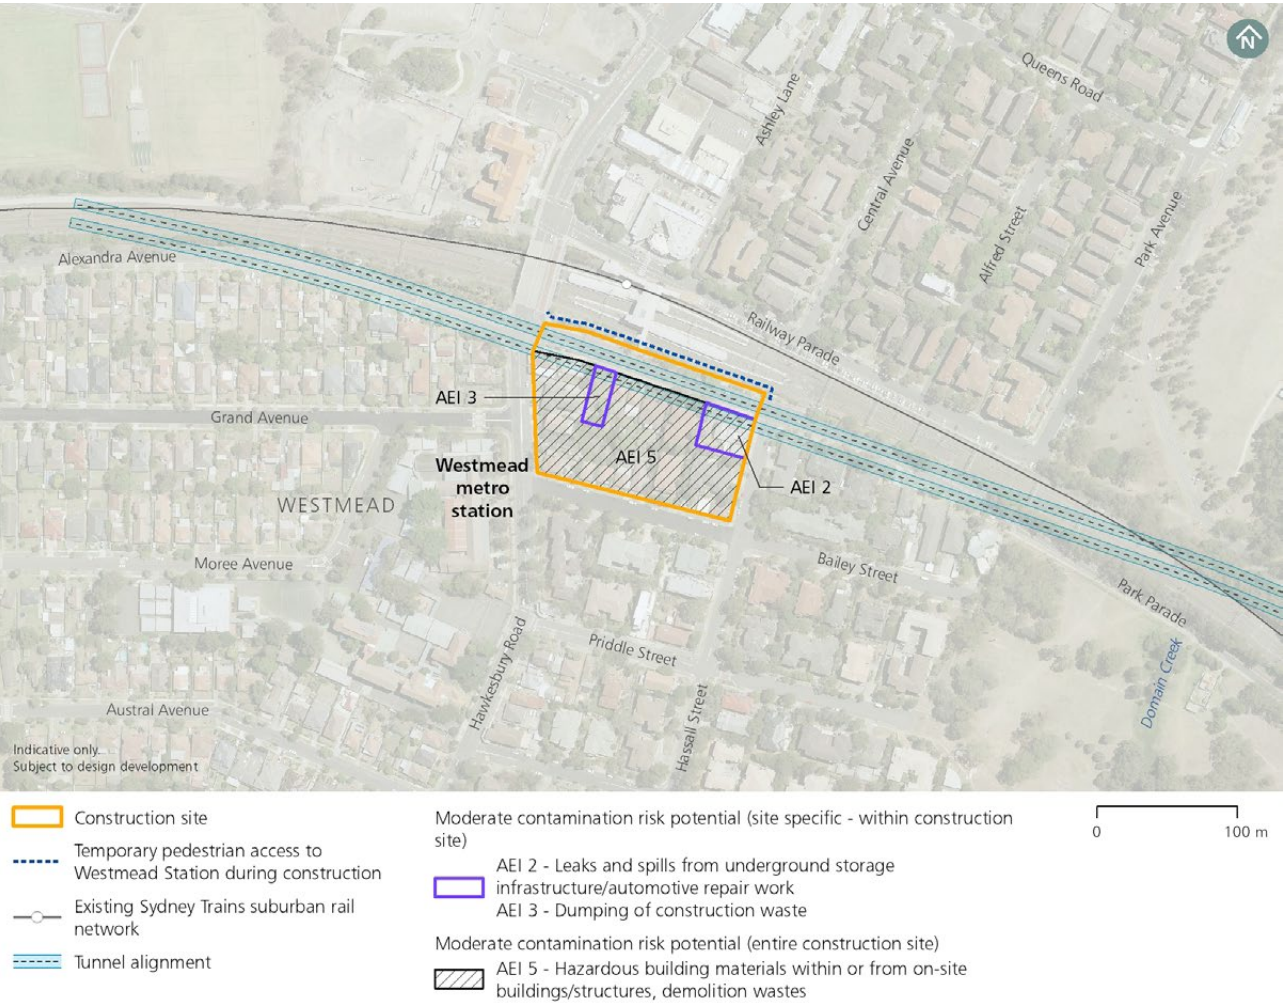 N
Queens Road
Ashley Lane
Central Avenue
Alfred Street
Park Avenue
Alexandra Avenue
Railway Parade
AEI 3
Grand Avenue
AEI 5
Westmead
metro
station
AEI 2
WESTMEAD
Moree Avenue
Bailey Street
Park Parade
Priddle Street
Hawkesbury Road
Domain Creek
Hassall Street
Austral Avenue
Indicative only.
Subject to design development
Construction site
Temporary pedestrian access to
Westmead Station during construction
Existing Sydney Trains suburban rail
network
Tunnel alignment
Moderate contamination risk potential (site specific - within construction
site)
AEI 2 - Leaks and spills from underground storage
infrastructure/automotive repair work
AEI 3 - Dumping of construction waste
Moderate contamination risk potential (entire construction site)
AEI 5 - Hazardous building materials within or from on-site
buildings/structures, demolition wastes
0 100 m